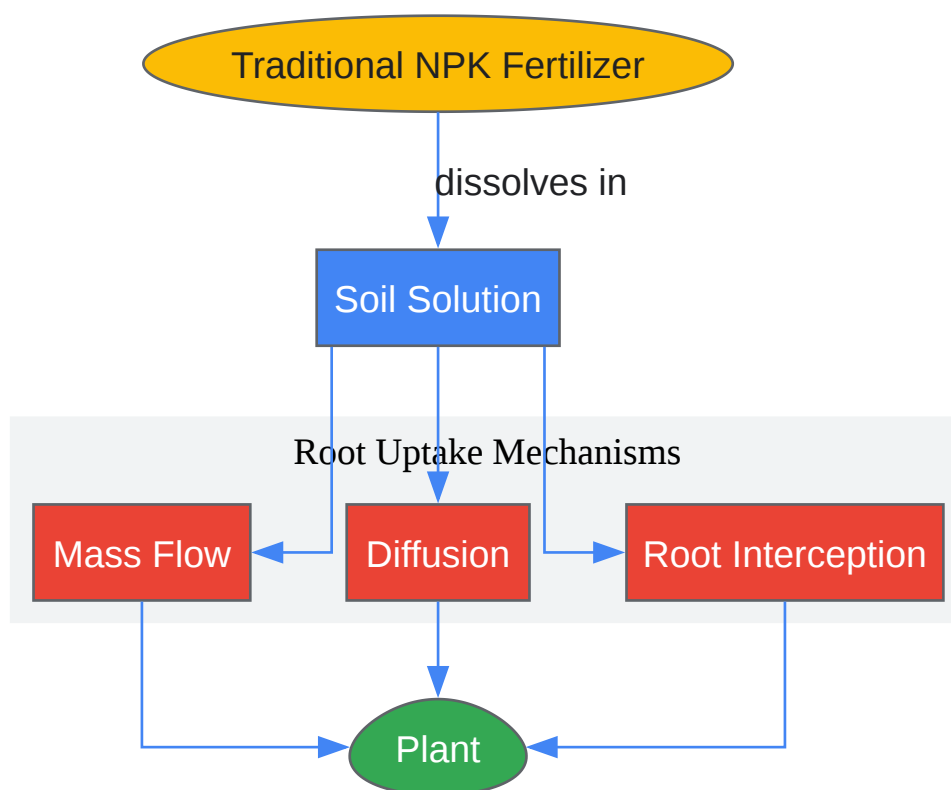 Traditional NPK Fertilizer
dissolves in
Soil Solution
Root Uptake Mechanisms
Mass Flow
Diffusion
Root Interception
Plant